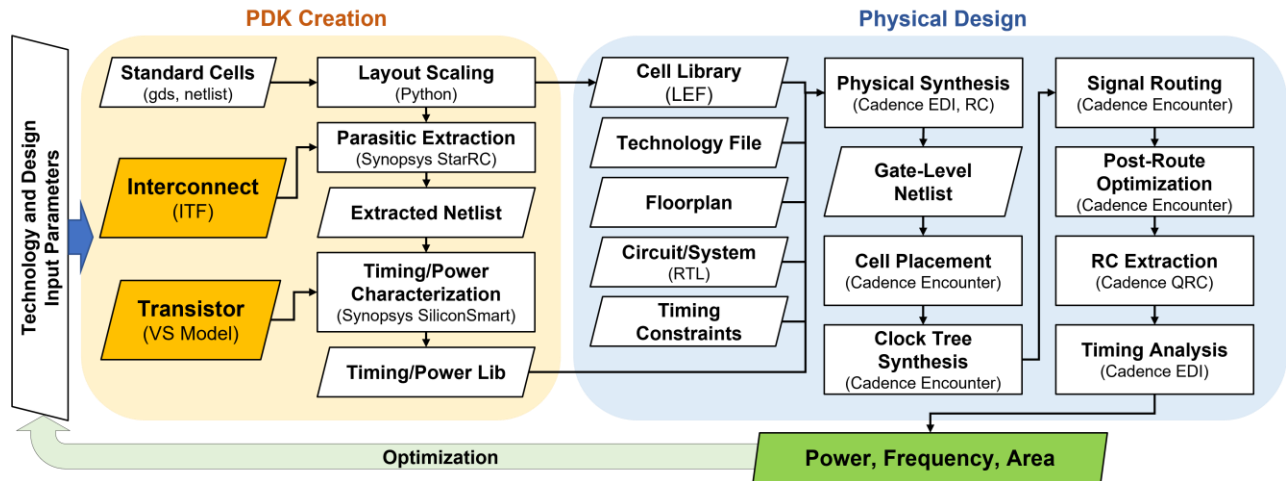 PDK Creation
Physical Design
Technology and Design
Input Parameters
Standard Cells
(gds, netlist)
Layout Scaling
(Python)
Parasitic Extraction
(Synopsys StarRC)
Interconnect
(ITF)
Extracted Netlist
Timing/Power
Characterization
(Synopsys SiliconSmart)
Transistor
(VS Model)
Timing/Power Lib
Cell Library
(LEF)
Technology File
Floorplan
Circuit/System
(RTL)
Timing
Constraints
Physical Synthesis
(Cadence EDI, RC)
Gate-Level
Netlist
Cell Placement
(Cadence Encounter)
Clock Tree
Synthesis
(Cadence Encounter)
Signal Routing
(Cadence Encounter)
Post-Route
Optimization
(Cadence Encounter)
RC Extraction
(Cadence QRC)
Timing Analysis
(Cadence EDI)
Optimization
Power, Frequency, Area